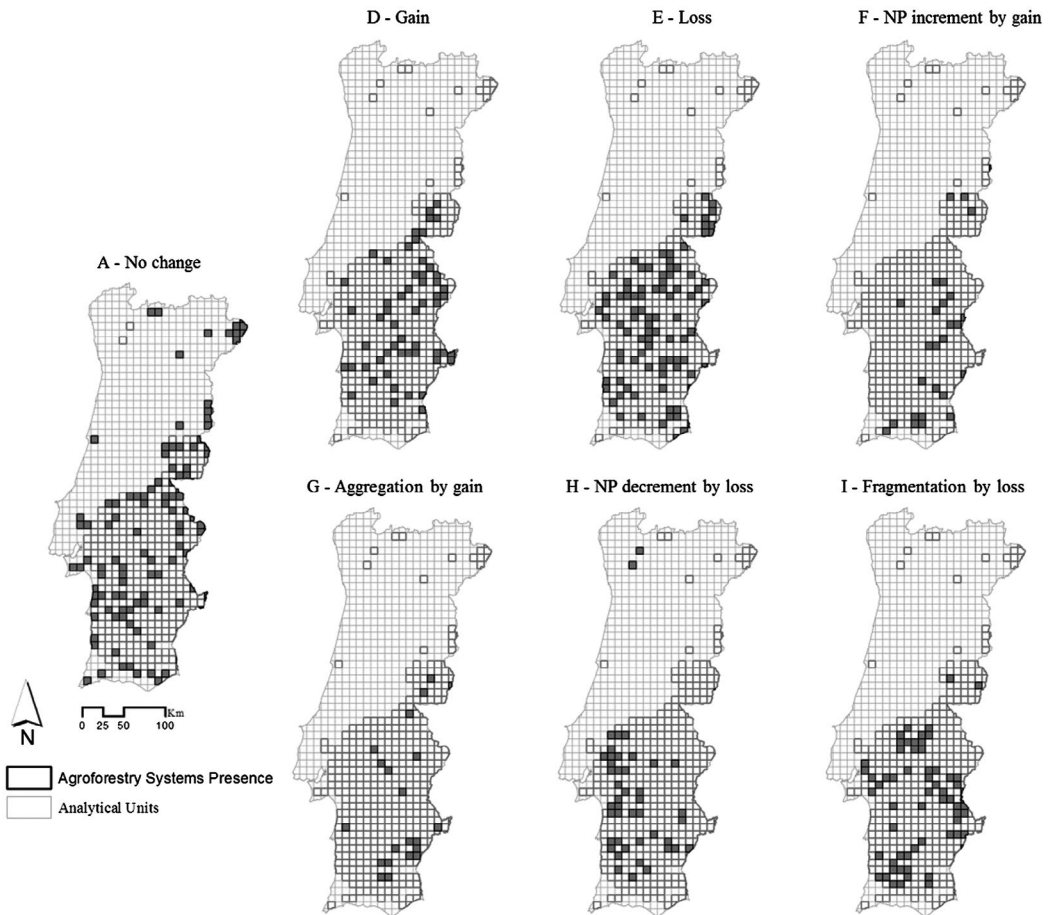 D - Gain
E - Loss
F - NP increment by gain
A - No change
G - Aggregation by gain
H - NP decrement by loss
I - Fragmentation by loss
N
Km
0 25 50 100
Agroforestry Systems Presence
Analytical Units